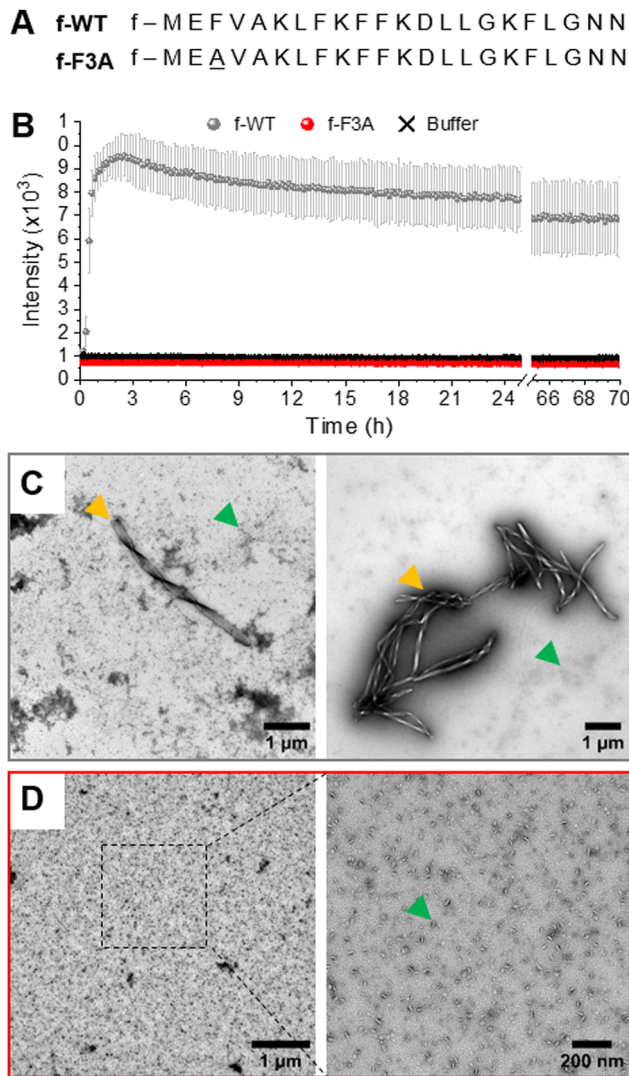 A f-WT f–MEFVAKLFKFFKDLLGKFLGNN
f-F3A f–MEAVAKLFKFFKDLLGKFLGNN
B
f-WT f-F3A Buffer
Intensity (x10³)
1
0
9
8
7
6
5
4
3
2
1
0
0 3 6 9 12 15 18 21 24 66 68 70
Time (h)
C
1 µm
1 µm
D
1 µm
200 nm